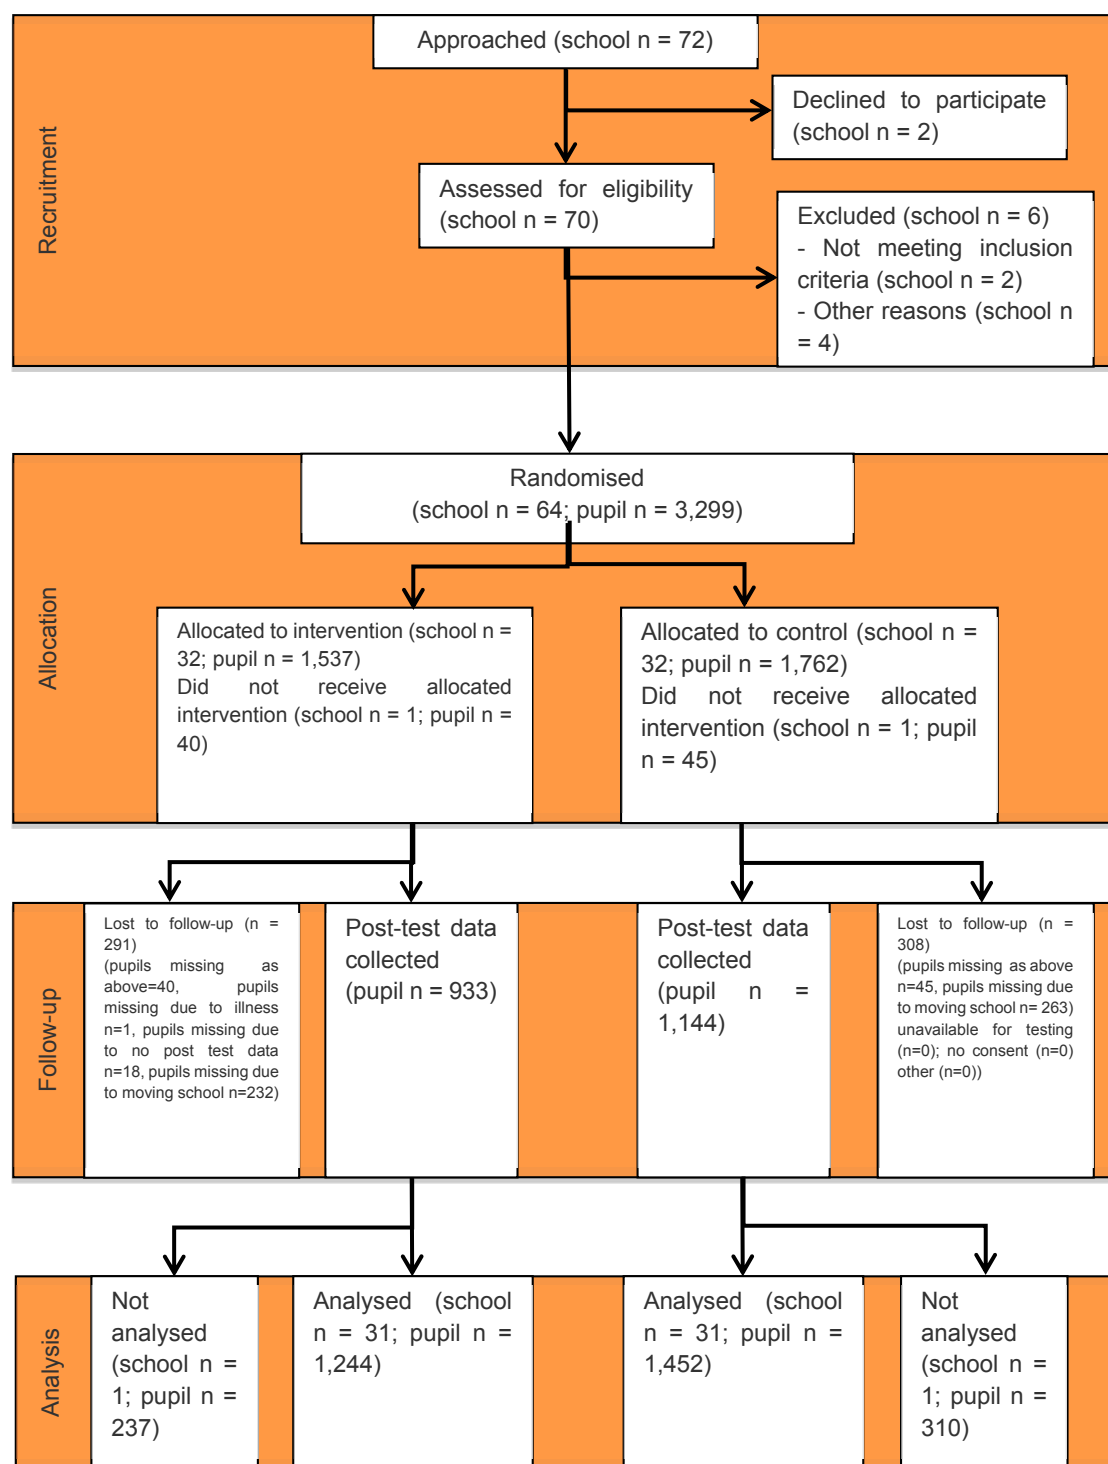 Recruitment
Approached (school n = 72)
Declined to participate
(school n = 2)
Assessed for eligibility
(school n = 70)
Excluded (school n = 6)
- Not meeting inclusion
criteria (school n = 2)
- Other reasons (school n
= 4)
Allocation
Randomised
(school n = 64; pupil n = 3,299)
Allocated to intervention (school n =
32; pupil n = 1,537)
Did not receive allocated
intervention (school n = 1; pupil n =
40)
Allocated to control (school n =
32; pupil n = 1,762)
Did not receive allocated
intervention (school n = 1; pupil
n = 45)
Follow-up
Lost to follow-up (n =
291)
(pupils missing as
above=40, pupils
missing due to illness
n=1, pupils missing due
to no post test data
n=18, pupils missing due
to moving school n=232)
Post-test data
collected
(pupil n = 933)
Post-test data
collected
(pupil n =
1,144)
Lost to follow-up (n =
308)
(pupils missing as above
n=45, pupils missing due
to moving school n= 263)
unavailable for testing
(n=0); no consent (n=0)
other (n=0))
Analysis
Not
analysed
(school n =
1; pupil n =
237)
Analysed (school
n = 31; pupil n =
1,244)
Analysed (school
n = 31; pupil n =
1,452)
Not
analysed
(school n =
1; pupil n =
310)